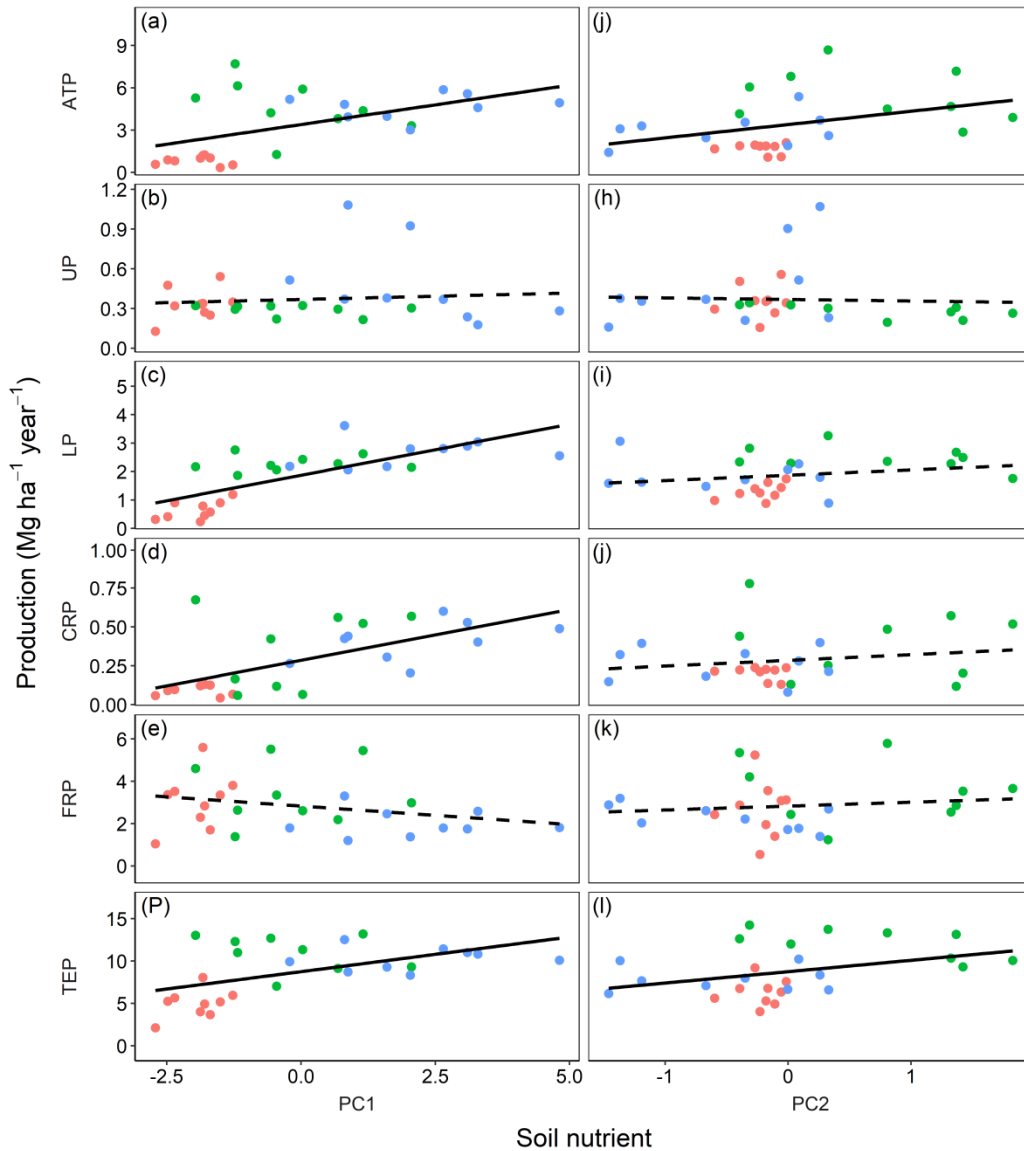 (a)
(j)
ATP
9
6
3
0
(b)
(h)
UP
1.2
0.9
0.6
0.3
0.0
(c)
(i)
LP
5
4
3
2
1
0
(d)
(j)
CRP
1.00
0.75
0.50
0.25
0.00
(e)
(k)
FRP
6
4
2
0
(P)
(l)
TEP
15
10
5
0
Production (Mg ha⁻¹ year⁻¹)
-2.5 0.0 2.5 5.0
-1 0 1
PC1
PC2
Soil nutrient